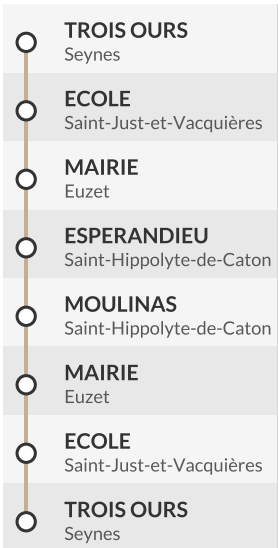 TROIS OURS
Seynes
ECOLE
Saint-Just-et-Vacquières
MAIRIE
Euzet
ESPERANDIEU
Saint-Hippolyte-de-Caton
MOULINAS
Saint-Hippolyte-de-Caton
MAIRIE
Euzet
ECOLE
Saint-Just-et-Vacquières
TROIS OURS
Seynes